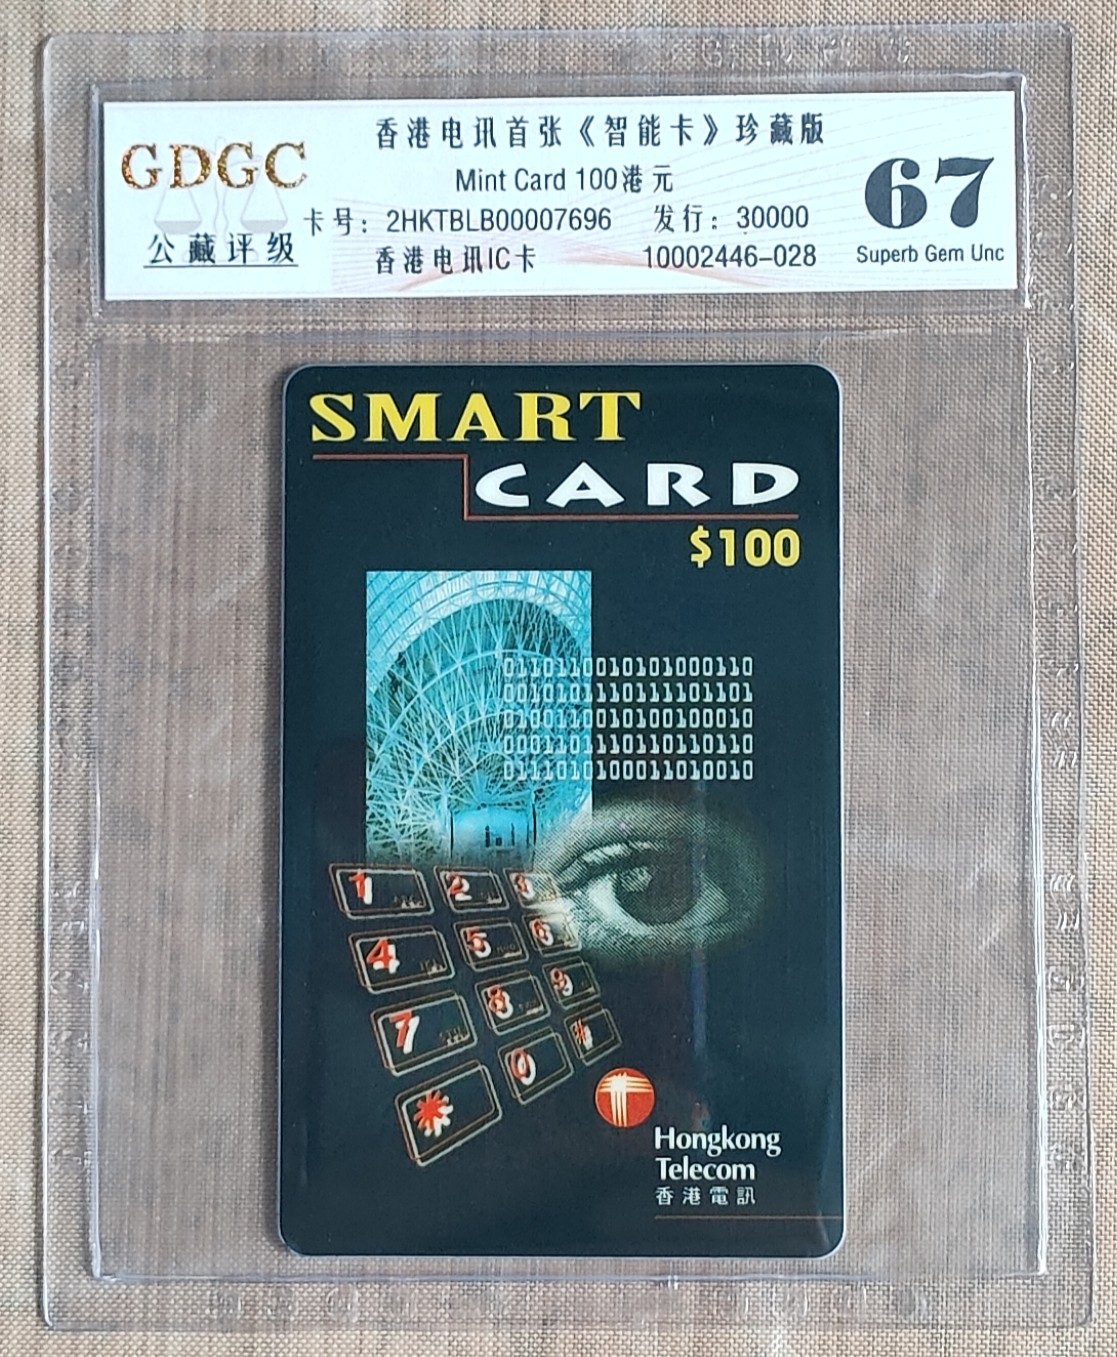 GDGC
公藏评级
香港电讯首张《智能卡》珍藏版
Mint Card 100港元
卡号：2HKTBLB00007696 发行：30000
香港电讯IC卡 10002446-028
67
Superb Gem Unc
SMART
CARD
$100
0110110010101000110
0010101110111101101
0100110010100100010
0001101110110110110
0111010100011010010
1 2 3
4 5 6
7 8 9
* 0 #
Hongkong
Telecom
香港電訊